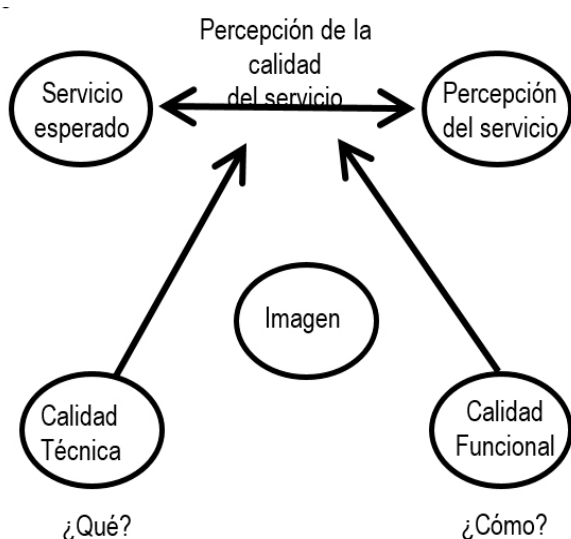 Percepción de la
calidad
del servicio
Servicio
esperado
Percepción
del servicio
Imagen
Calidad
Técnica
Calidad
Funcional
¿Qué?
¿Cómo?